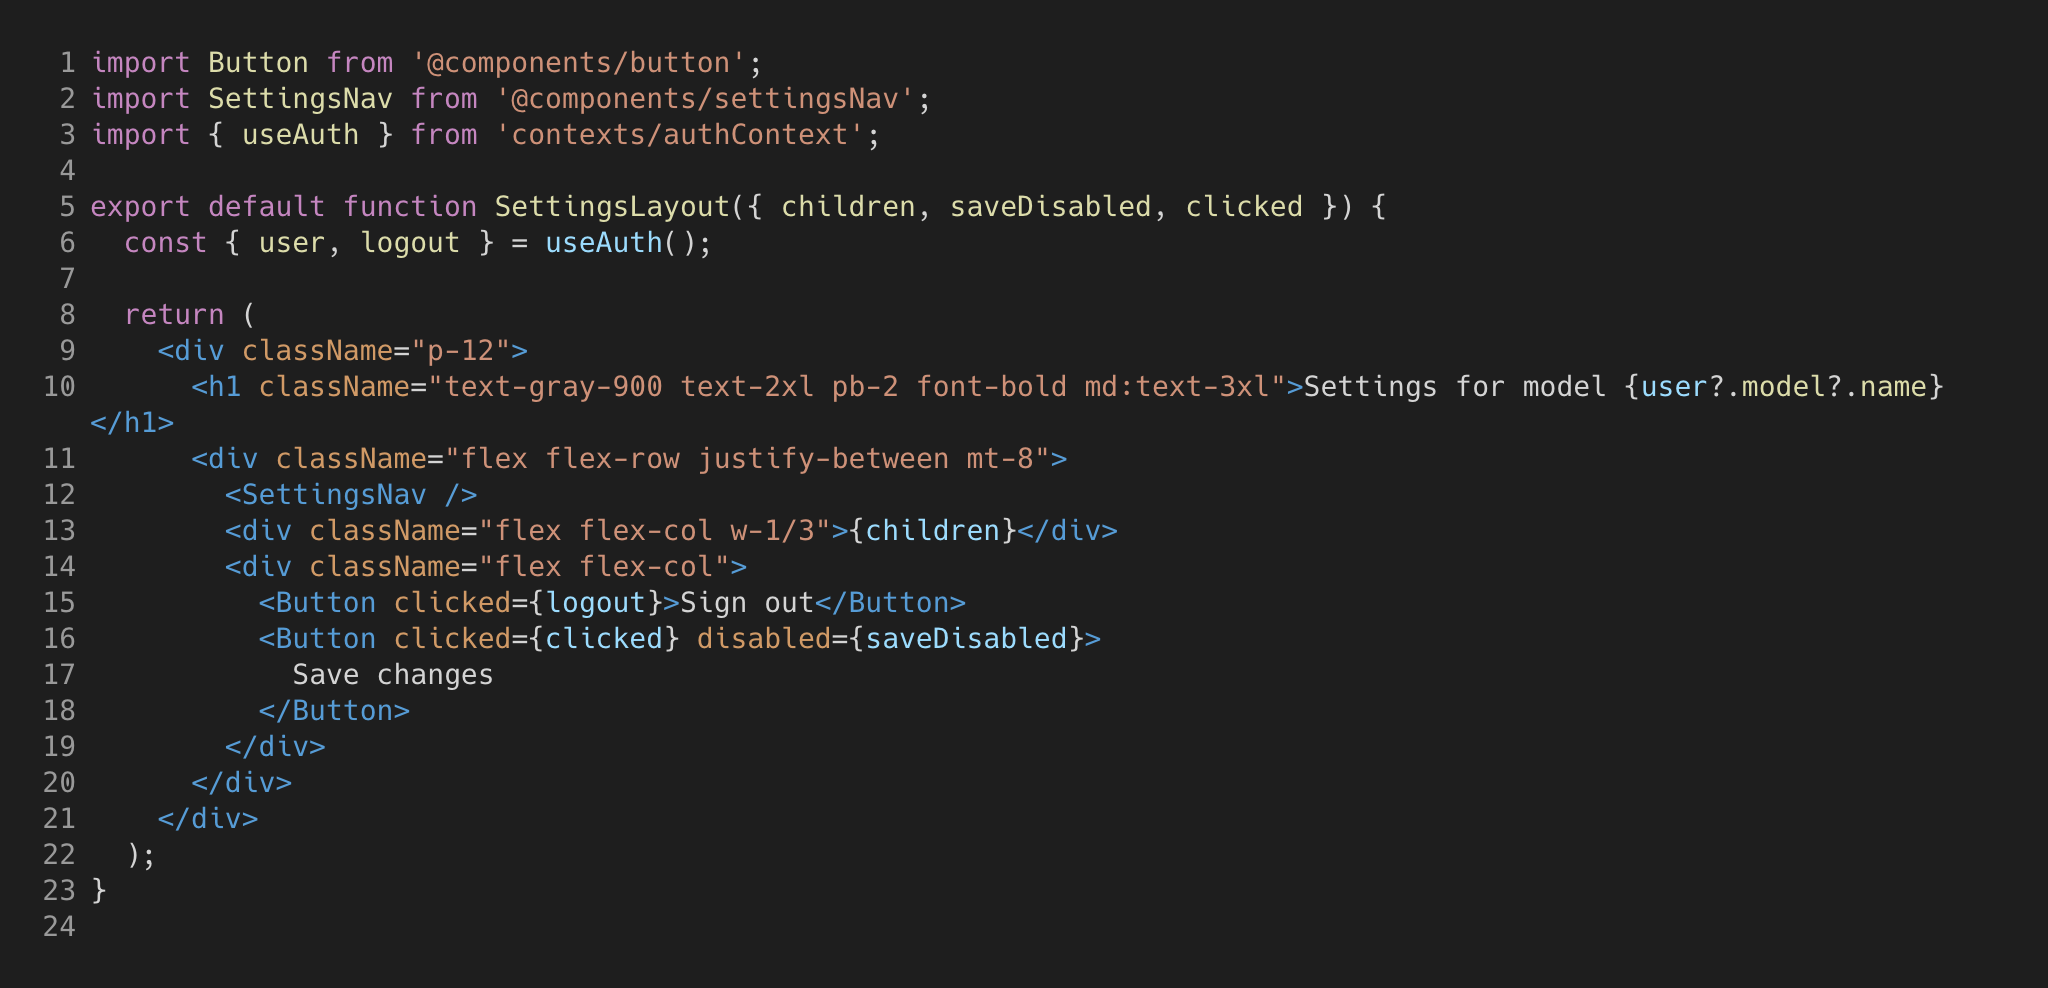 1 import Button from '@components/button';
2 import SettingsNav from '@components/settingsNav';
3 import { useAuth } from 'contexts/authContext';
4
5 export default function SettingsLayout({ children, saveDisabled, clicked }) {
6   const { user, logout } = useAuth();
7
8   return (
9     <div className="p-12">
10       <h1 className="text-gray-900 text-2xl pb-2 font-bold md:text-3xl">Settings for model {user?.model?.name}
</h1>
11       <div className="flex flex-row justify-between mt-8">
12         <SettingsNav />
13         <div className="flex flex-col w-1/3">{children}</div>
14         <div className="flex flex-col">
15           <Button clicked={logout}>Sign out</Button>
16           <Button clicked={clicked} disabled={saveDisabled}>
17             Save changes
18           </Button>
19         </div>
20       </div>
21     </div>
22   );
23 }
24